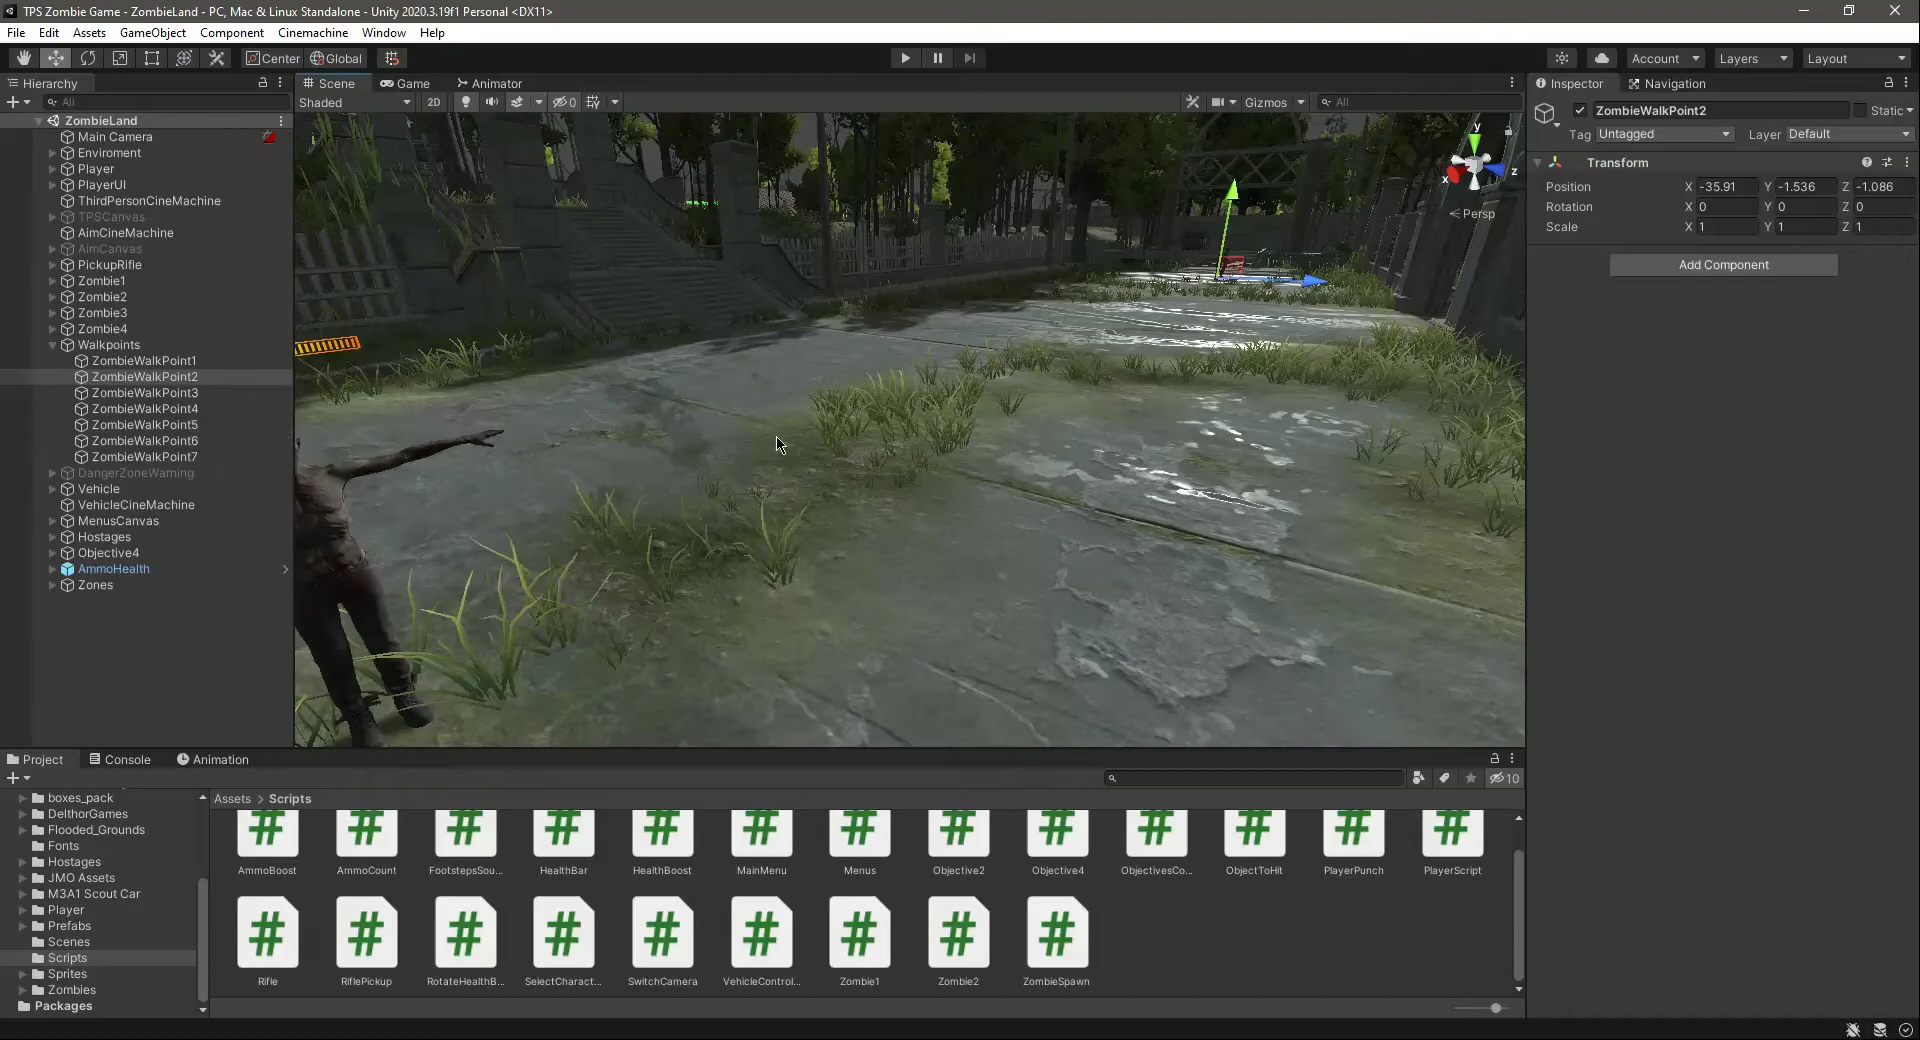 TPS Zombie Game - ZombieLand - PC, Mac & Linux Standalone - Unity 2020.3.19f1 Personal <DX11>
File Edit Assets GameObject Component Cinemachine Window Help
Center Global Account Layers Layout
Hierarchy
All
ZombieLand
Main Camera
Enviroment
Player
PlayerUI
ThirdPersonCineMachine
TPSCanvas
AimCineMachine
AimCanvas
PickupRifle
Zombie1
Zombie2
Zombie3
Zombie4
Walkpoints
ZombieWalkPoint1
ZombieWalkPoint2
ZombieWalkPoint3
ZombieWalkPoint4
ZombieWalkPoint5
ZombieWalkPoint6
ZombieWalkPoint7
DangerZoneWarning
Vehicle
VehicleCineMachine
MenusCanvas
Hostages
Objective4
AmmoHealth
Zones
Scene Game Animator
Shaded 2D 0 Gizmos All
y
x z
Persp
Inspector Navigation
ZombieWalkPoint2 Static
Tag Untagged Layer Default
Transform
Position X -35.91 Y -1.536 Z -1.086
Rotation X 0 Y 0 Z 0
Scale X 1 Y 1 Z 1
Add Component
Project Console Animation
10
boxes_pack
DelthorGames
Flooded_Grounds
Fonts
Hostages
JMO Assets
M3A1 Scout Car
Player
Prefabs
Scenes
Scripts
Sprites
Zombies
Packages
Assets > Scripts
AmmoBoost AmmoCount FootstepsSou... HealthBar HealthBoost MainMenu Menus Objective2 Objective4 ObjectivesCo... ObjectToHit PlayerPunch PlayerScript
Rifle RiflePickup RotateHealthB... SelectCharact... SwitchCamera VehicleControl... Zombie1 Zombie2 ZombieSpawn